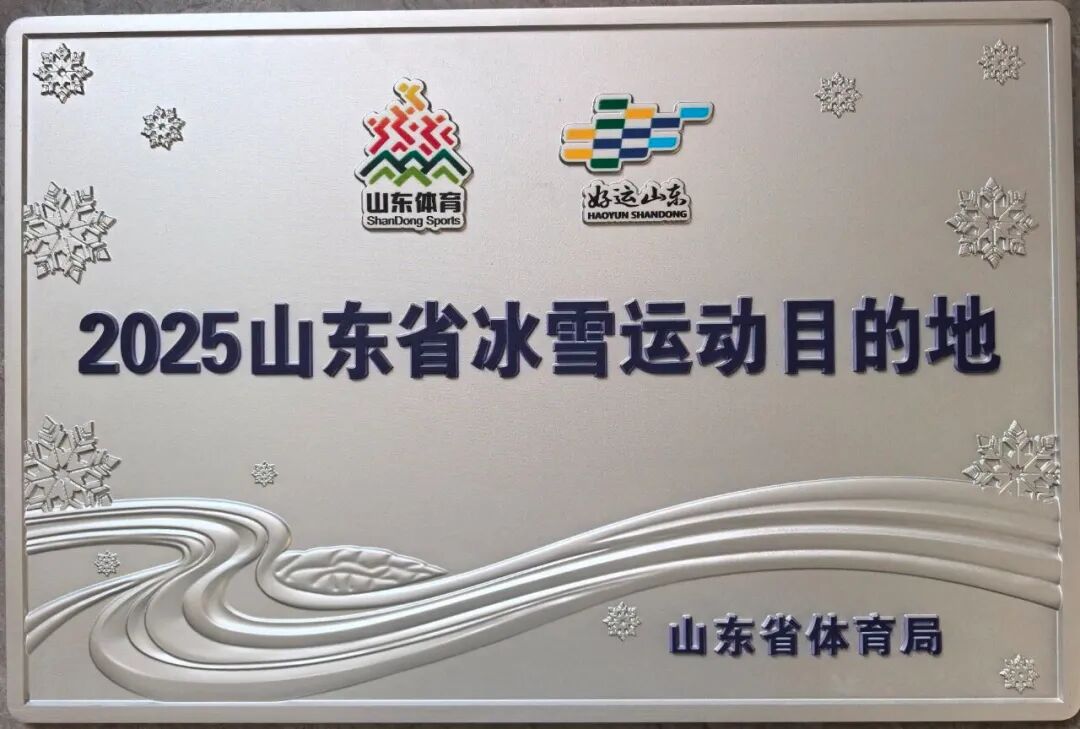 山东体育
ShanDong Sports
好运山东
HAOYUN SHANDONG
2025山东省冰雪运动目的地
山东省体育局